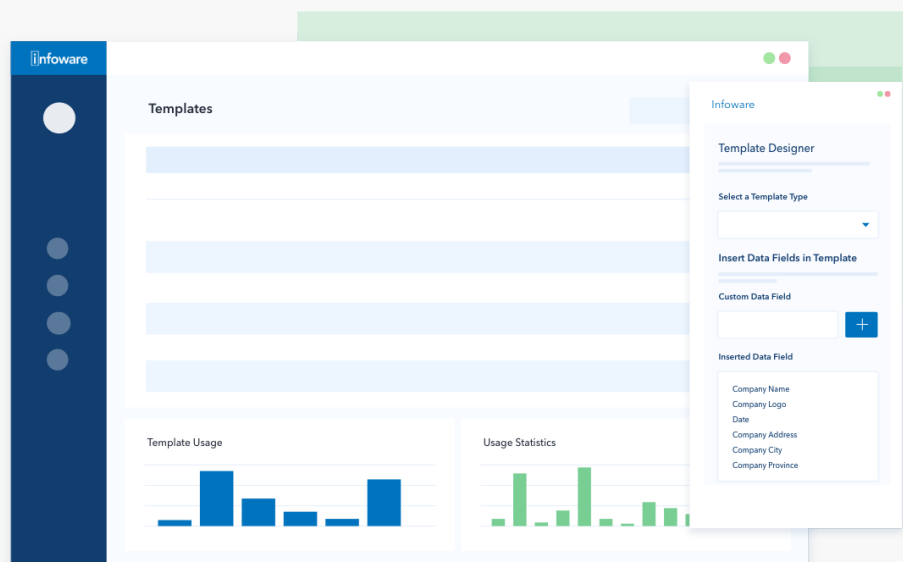 infoware
Templates
Template Usage
Usage Statistics
Infoware
Template Designer
Select a Template Type
Insert Data Fields in Template
Custom Data Field
Inserted Data Field
Company Name
Company Logo
Date
Company Address
Company City
Company Province